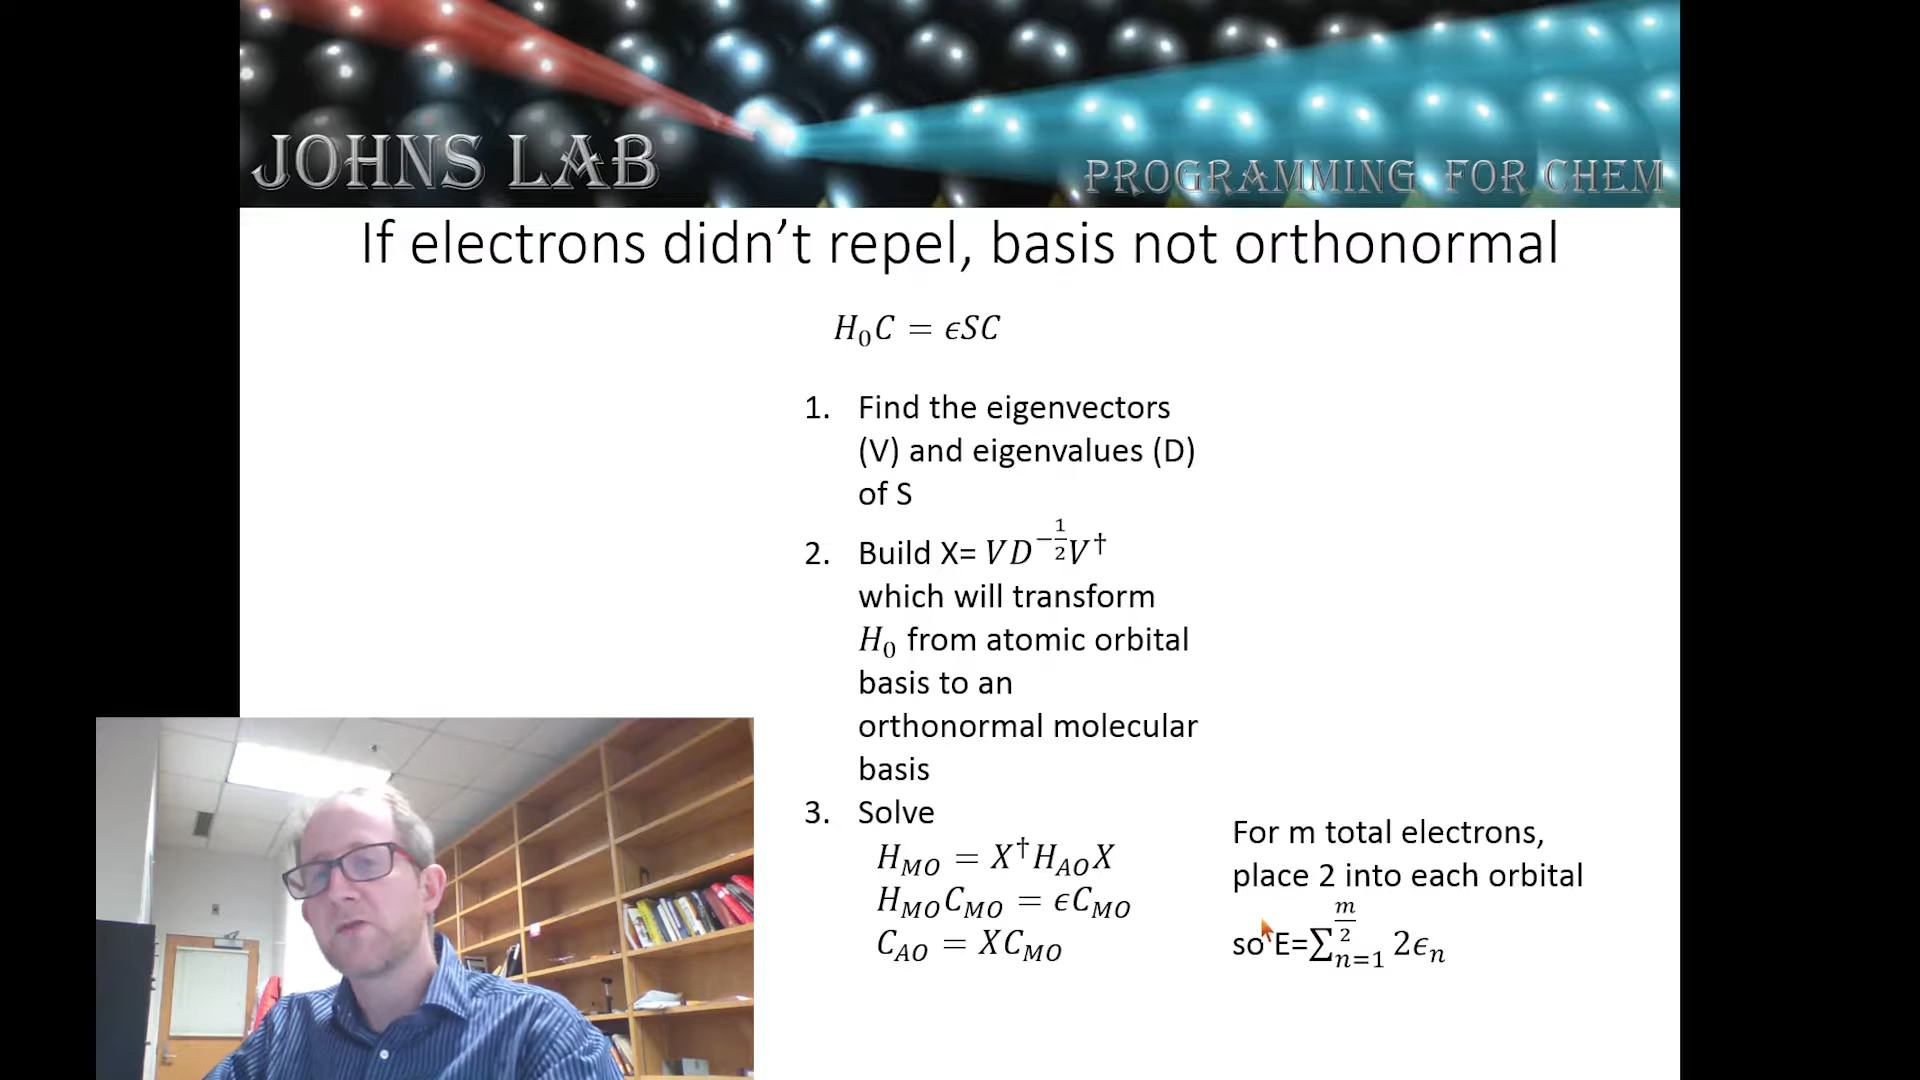 JOHNS LAB
PROGRAMMING FOR CHEM
If electrons didn't repel, basis not orthonormal
H₀C = ϵSC
1. Find the eigenvectors
(V) and eigenvalues (D)
of S
2. Build X= VD^(-1/2)V†
which will transform
H₀ from atomic orbital
basis to an
orthonormal molecular
basis
3. Solve
H_MO = X†H_AO X
H_MO C_MO = ϵC_MO
C_AO = XC_MO
For m total electrons,
place 2 into each orbital
so E=∑_{n=1}^{m/2} 2ϵ_n